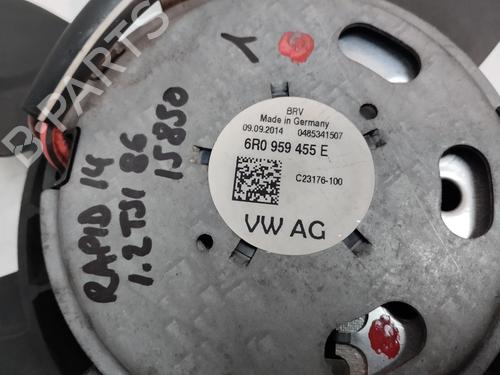 B-PARTS
BRV
Made in Germany
09.09.2014 0485341507
6R0 959 455 E
C23176-100
VW AG
RAPID 14
1.2 TSI 86
15850